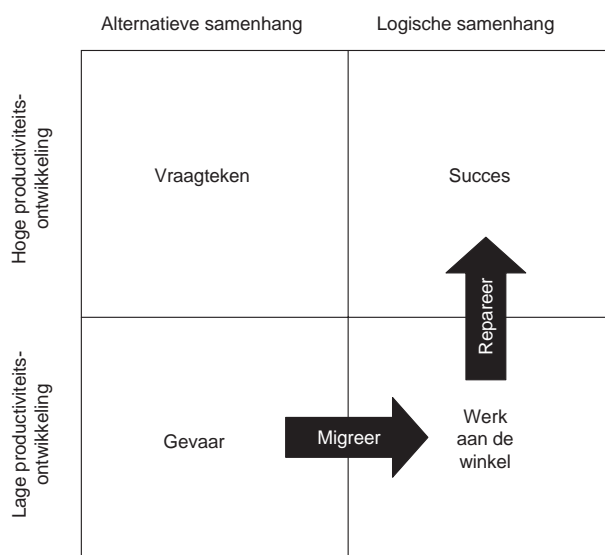 Alternatieve samenhang
Logische samenhang
Hoge productiviteits-
ontwikkeling
Vraagteken
Succes
Repareer
Lage productiviteits-
ontwikkeling
Gevaar
Migreer
Werk
aan de
winkel